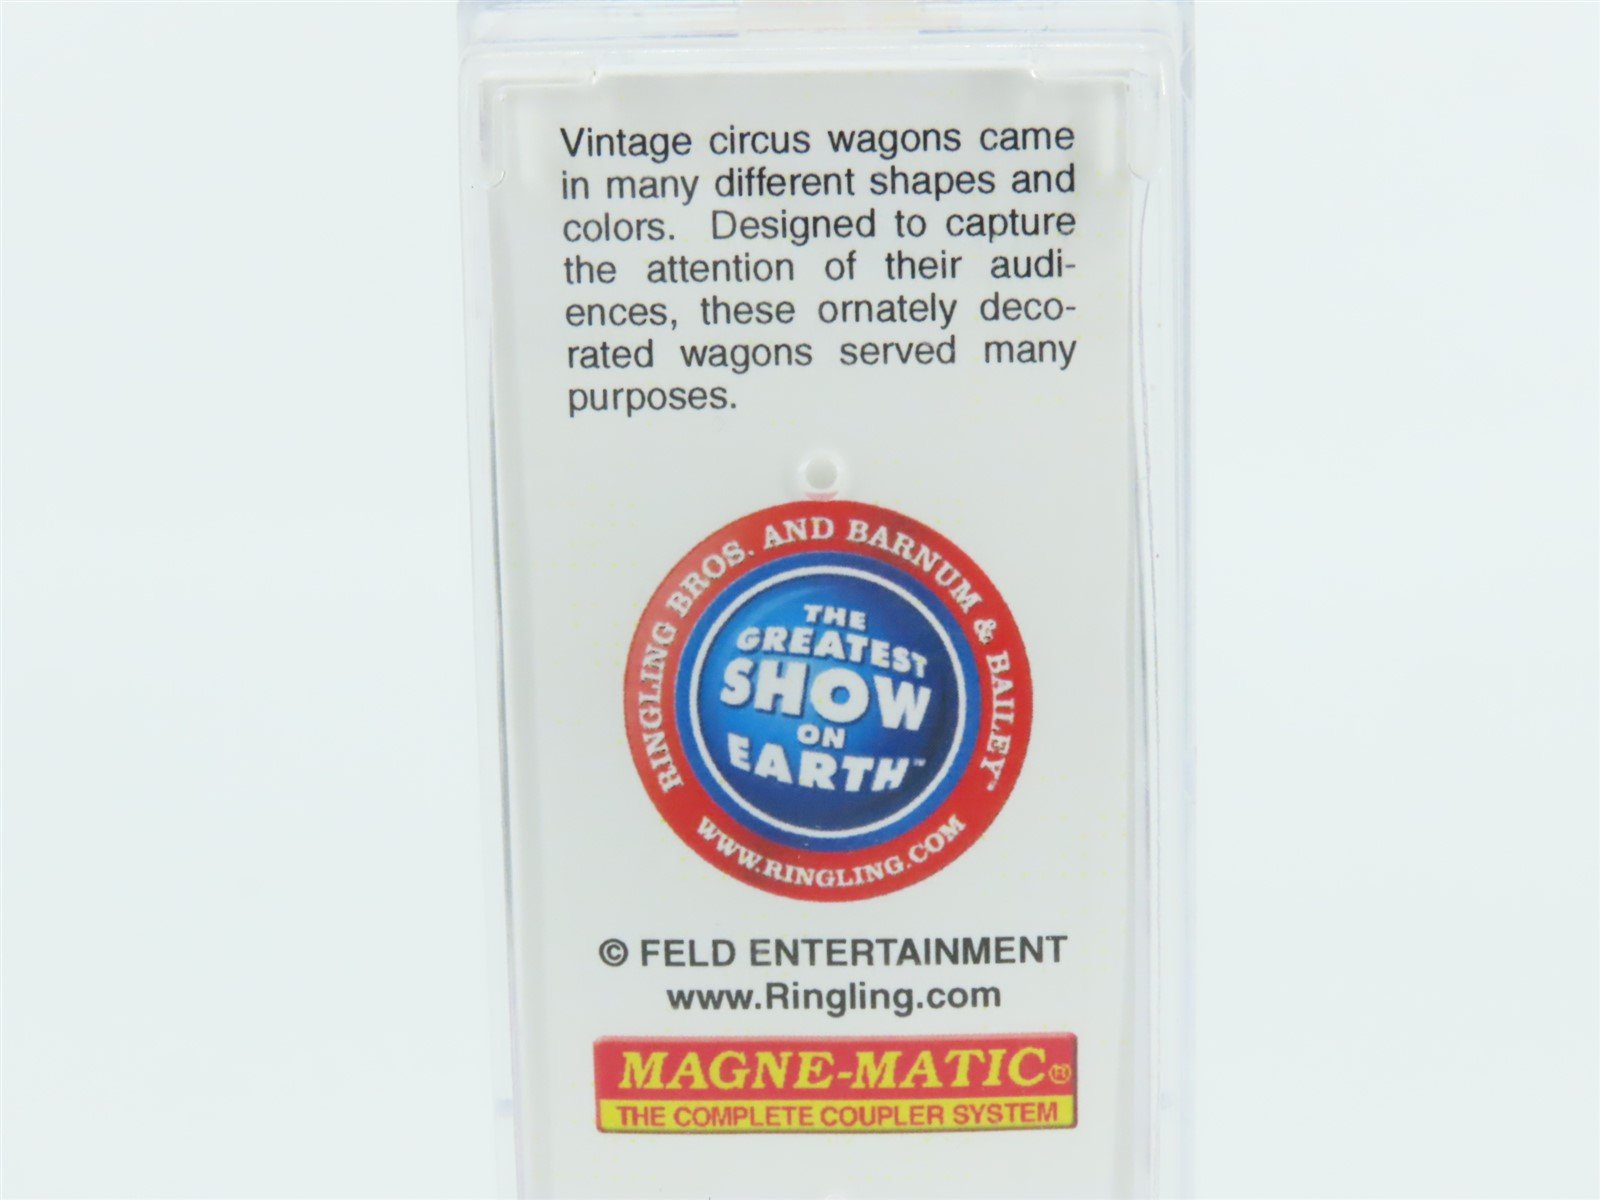 Vintage circus wagons came
in many different shapes and
colors. Designed to capture
the attention of their audi-
ences, these ornately deco-
rated wagons served many
purposes.
RINGLING BROS. AND BARNUM & BAILEY™
THE
GREATEST
SHOW
ON
EARTH™
WWW.RINGLING.COM
© FELD ENTERTAINMENT
www.Ringling.com
MAGNE-MATIC®
THE COMPLETE COUPLER SYSTEM